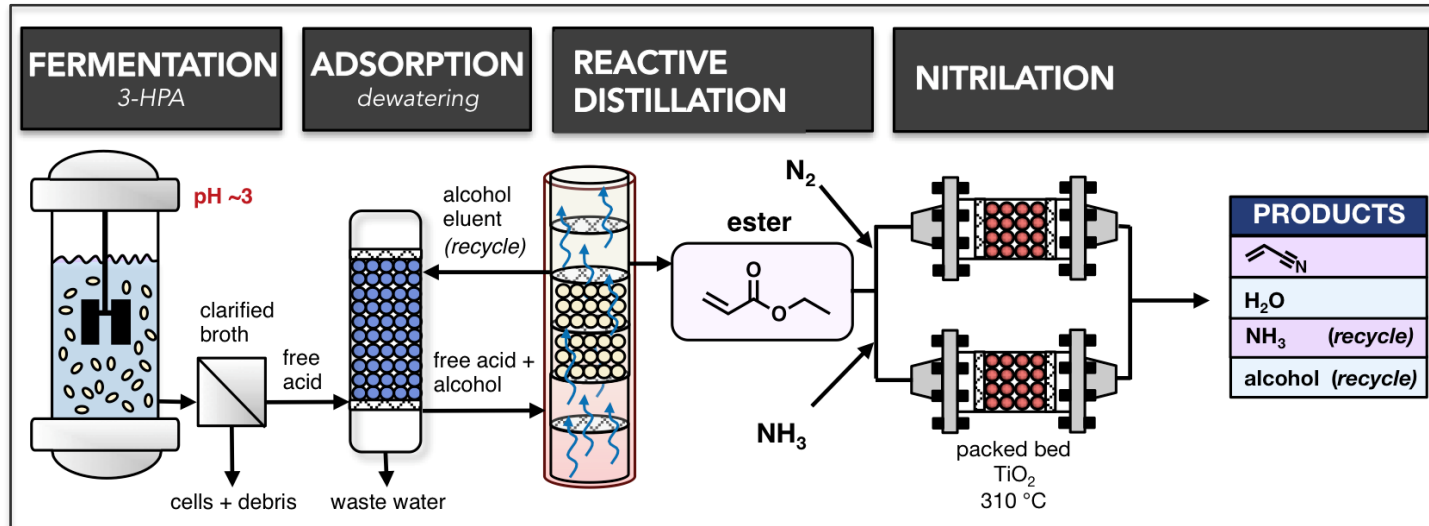 FERMENTATION
3-HPA
ADSORPTION
dewatering
REACTIVE
DISTILLATION
NITRILATION
pH ~3
clarified
broth
free
acid
cells + debris
alcohol
eluent
(recycle)
free acid +
alcohol
waste water
ester
O
O
N₂
NH₃
packed bed
TiO₂
310 °C
PRODUCTS
N
H₂O
NH₃ (recycle)
alcohol (recycle)